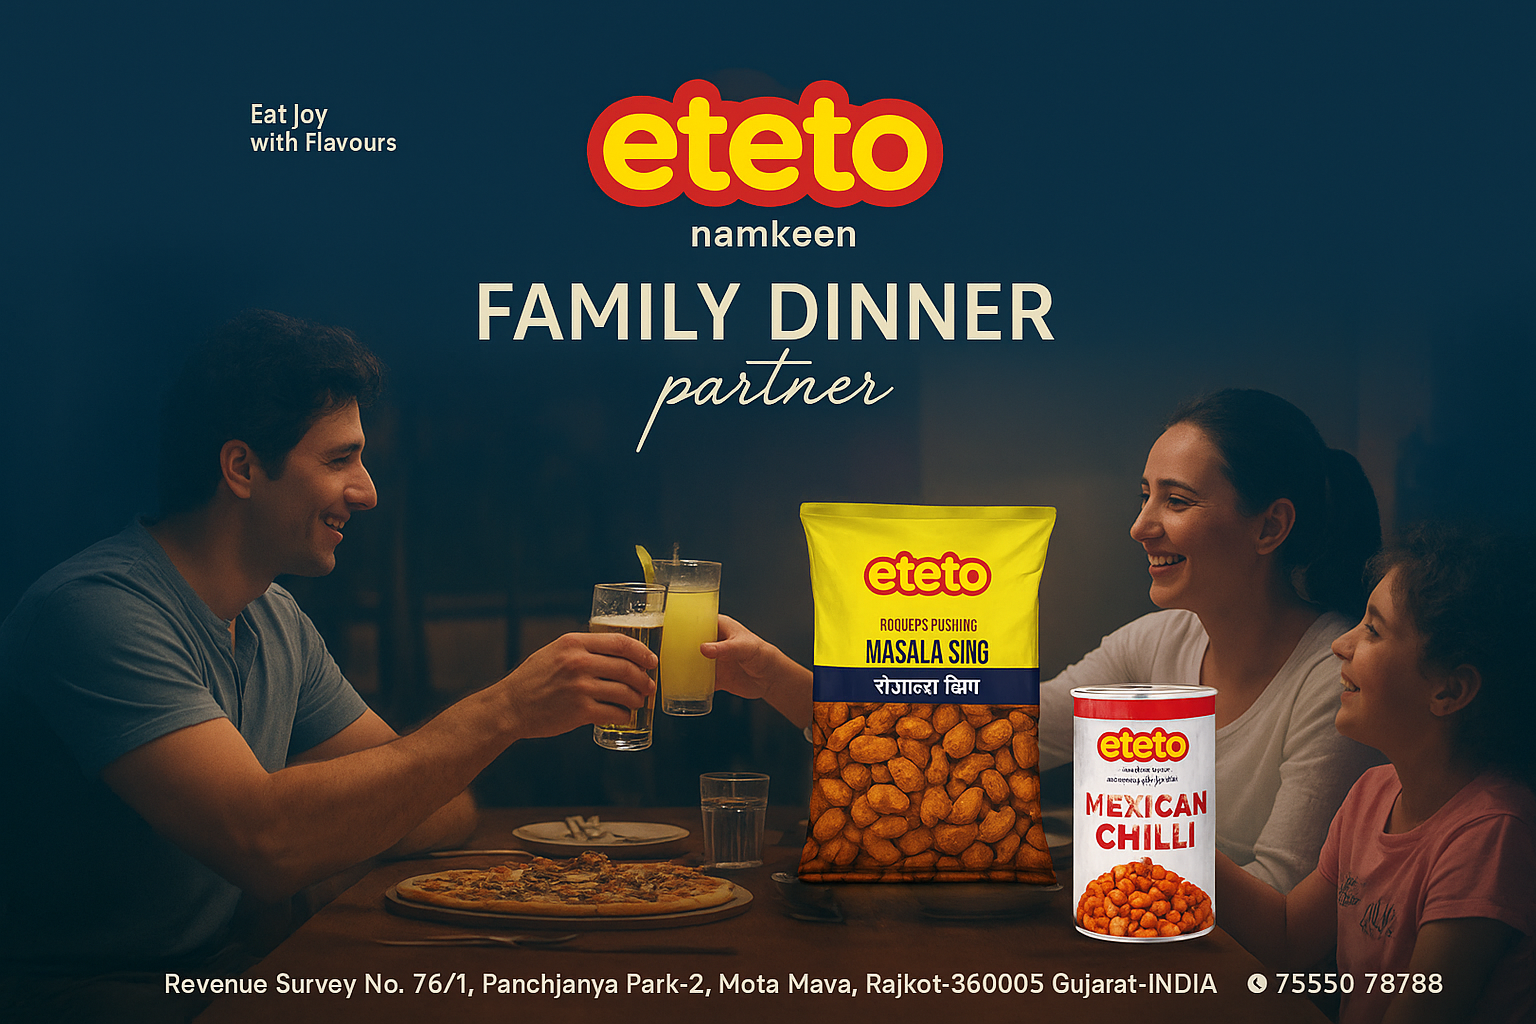 Eat Joy
with Flavours
eteto
namkeen
FAMILY DINNER
partner
eteto
ROQUEPS PUSHING
MASALA SING
eteto
MEXICAN
CHILLI
Revenue Survey No. 76/1, Panchjanya Park-2, Mota Mava, Rajkot-360005 Gujarat-INDIA 75550 78788